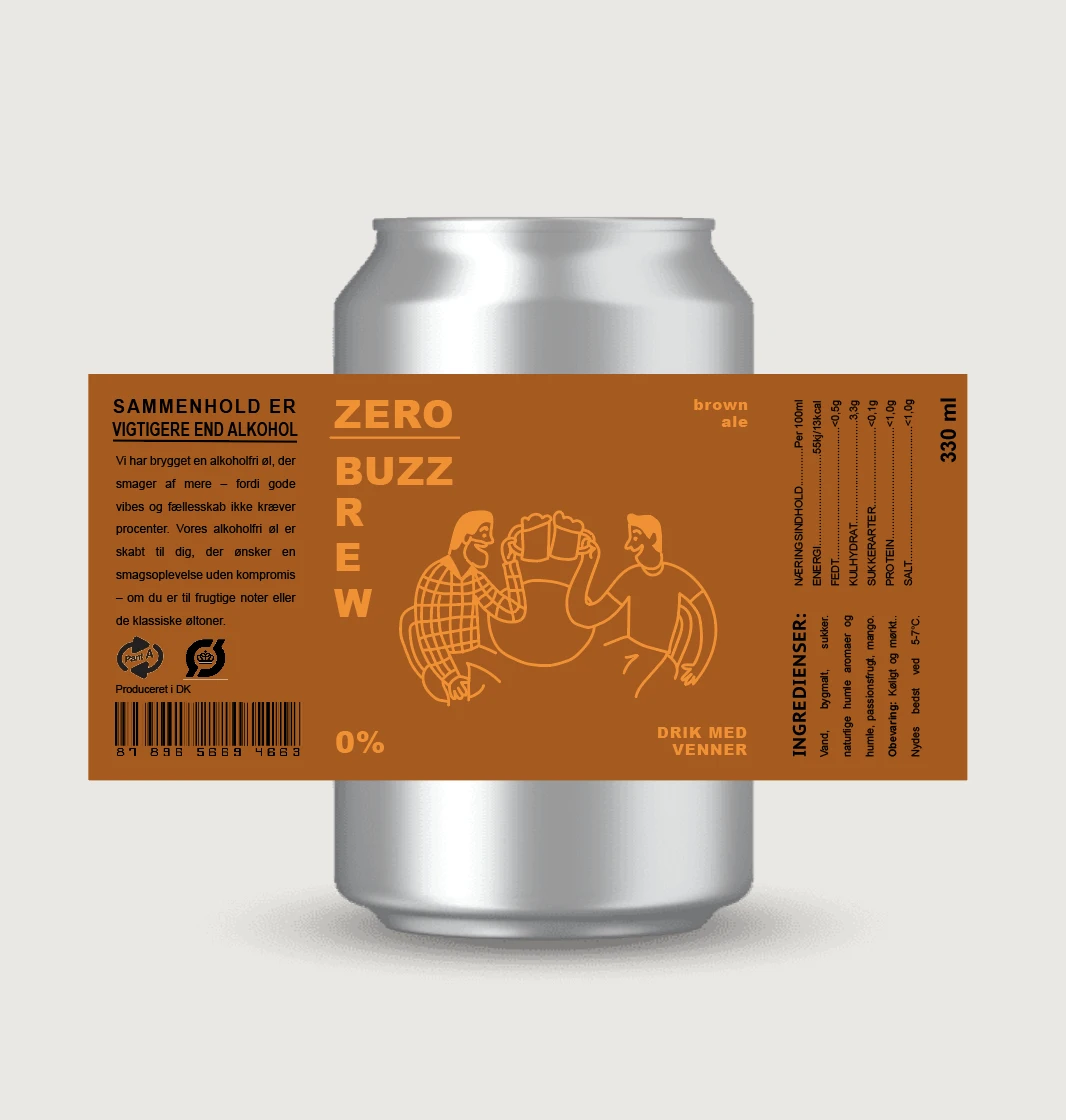 SAMMENHOLD ER
VIGTIGERE END ALKOHOL
Vi har brygget en alkoholfri øl, der
smager af mere – fordi gode
vibes og fællesskab ikke kræver
procenter. Vores alkoholfri øl er
skabt til dig, der ønsker en
smagsoplevelse uden kompromis
– om du er til frugtige noter eller
de klassiske øltoner.
Pant A
Ø
Produceret i DK
87 896 5669 4663
ZERO
BUZZ
R
E
W
0%
brown
ale
DRIK MED
VENNER
NÆRINGSINDHOLD..........Per 100ml
ENERGI..........55kj/13kcal
FEDT..........<0,5g
KULHYDRAT..........3,3g
SUKKERARTER..........<0,1g
PROTEIN..........<1,0g
SALT..........<1,0g
INGREDIENSER:
Vand, bygmalt, sukker,
naturlige humle aromaer og
humle, passionsfrugt, mango.
Obevaring: Køligt og mørkt.
Nydes bedst ved 5-7°C.
330 ml